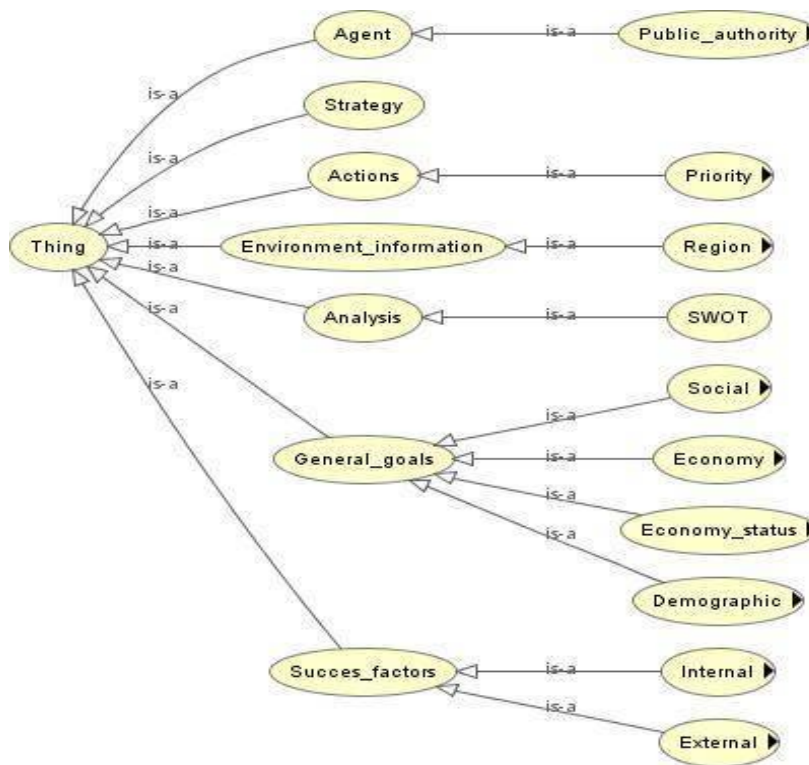 Agent
is-a
Public_authority
is-a
Strategy
is-a
Actions
is-a
Priority
is-a
Thing
is-a
Environment_information
is-a
Region
is-a
Analysis
is-a
SWOT
is-a
Social
is-a
is-a
General_goals
is-a
Economy
is-a
Economy_status
is-a
Demographic
Succes_factors
is-a
Internal
is-a
External